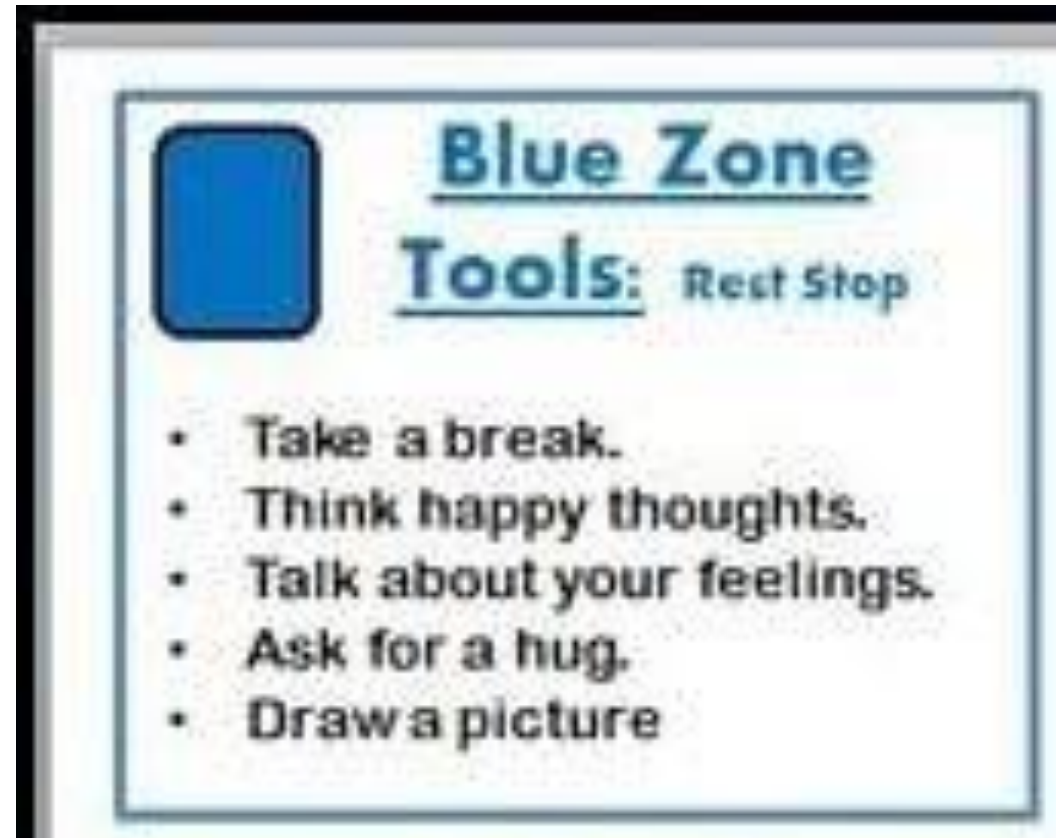 Blue Zone
Tools: Rest Stop
• Take a break.
• Think happy thoughts.
• Talk about your feelings.
• Ask for a hug.
• Draw a picture